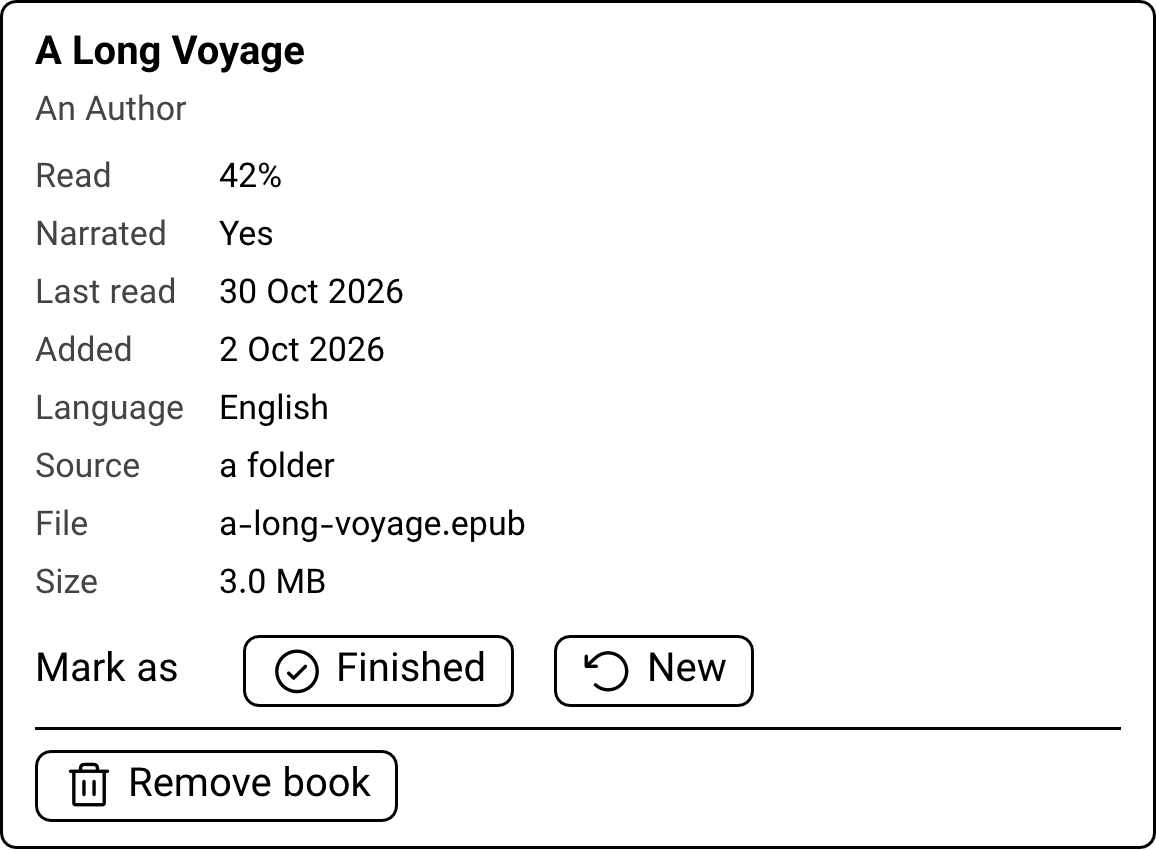 A Long Voyage
An Author
Read 42%
Narrated Yes
Last read 30 Oct 2026
Added 2 Oct 2026
Language English
Source a folder
File a-long-voyage.epub
Size 3.0 MB
Mark as Finished New
Remove book